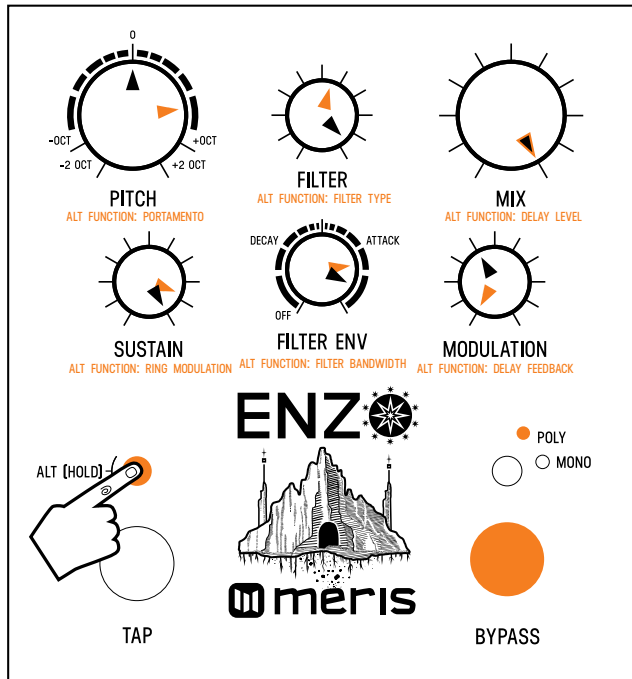 0
-OCT
+OCT
-2 OCT
+2 OCT
PITCH
ALT FUNCTION: PORTAMENTO
FILTER
ALT FUNCTION: FILTER TYPE
MIX
ALT FUNCTION: DELAY LEVEL
DECAY
ATTACK
OFF
SUSTAIN
ALT FUNCTION: RING MODULATION
FILTER ENV
ALT FUNCTION: FILTER BANDWIDTH
MODULATION
ALT FUNCTION: DELAY FEEDBACK
ENZO
POLY
MONO
ALT (HOLD)
meris
TAP
BYPASS